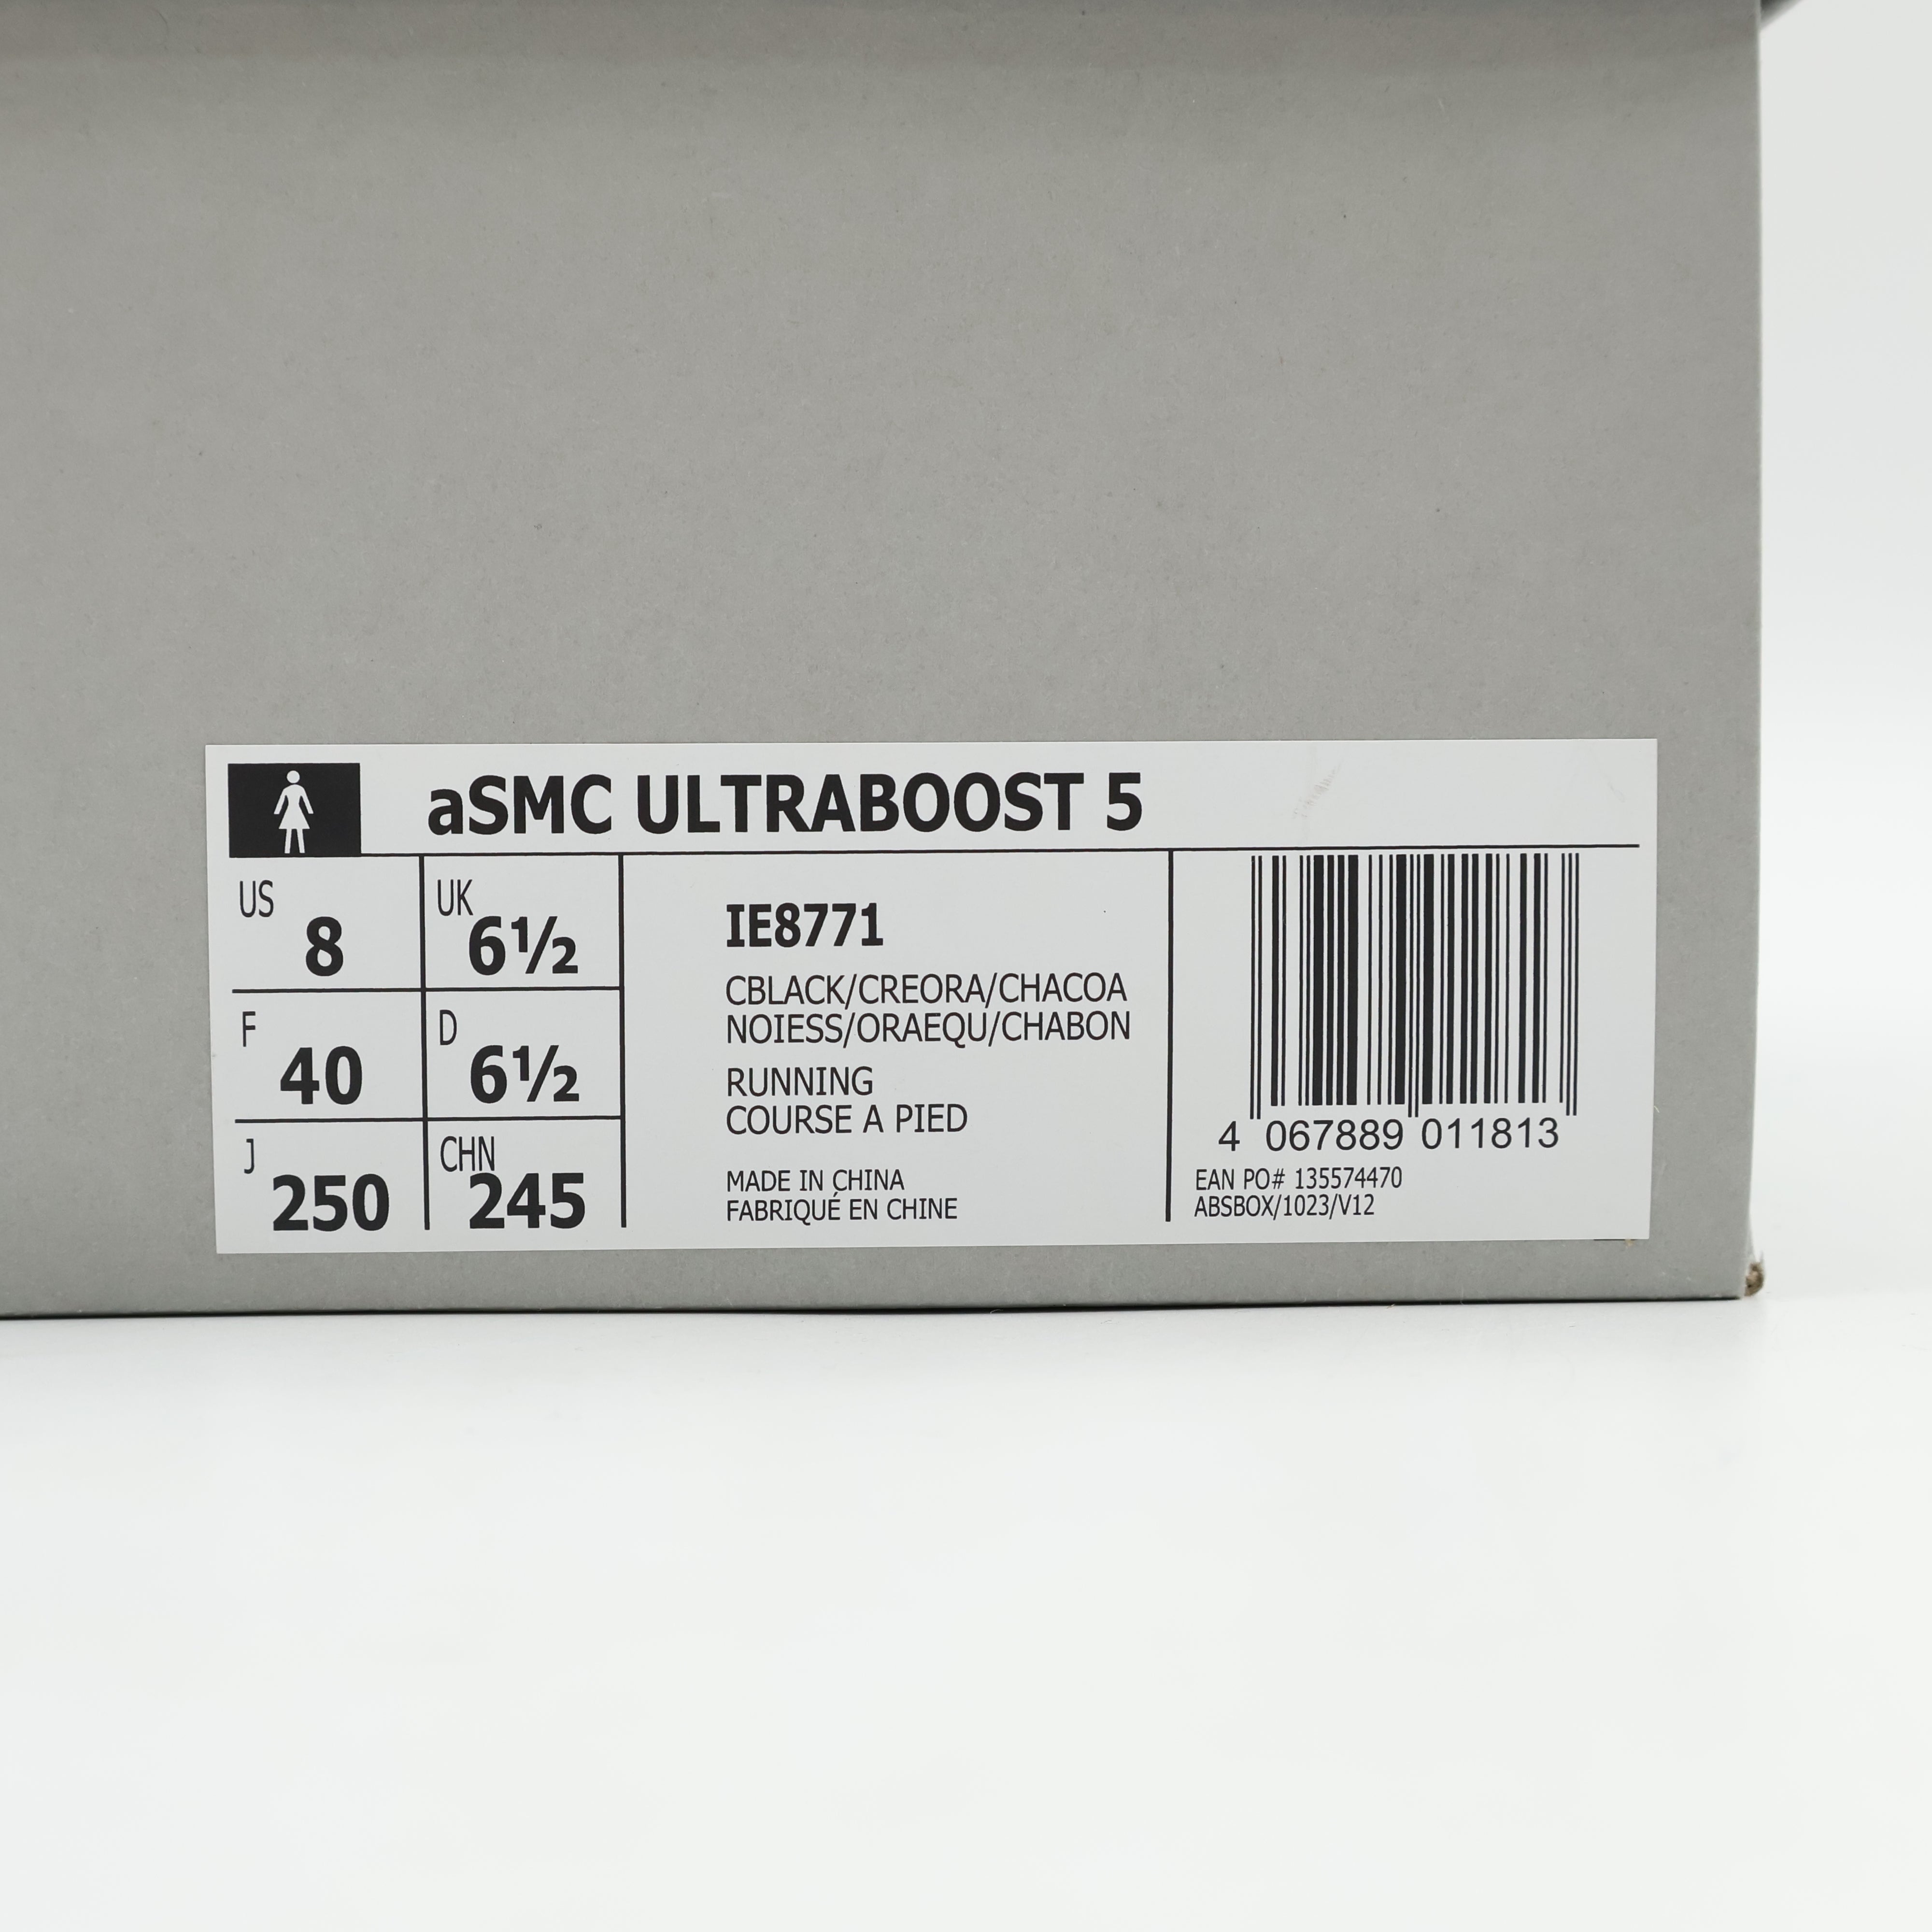 aSMC ULTRABOOST 5
US 8 UK 6½
F 40 D 6½
J 250 CHN 245
IE8771
CBLACK/CREORA/CHACOA
NOIESS/ORAEQU/CHABON
RUNNING
COURSE A PIED
MADE IN CHINA
FABRIQUÉ EN CHINE
4 067889 011813
EAN PO# 135574470
ABSBOX/1023/V12